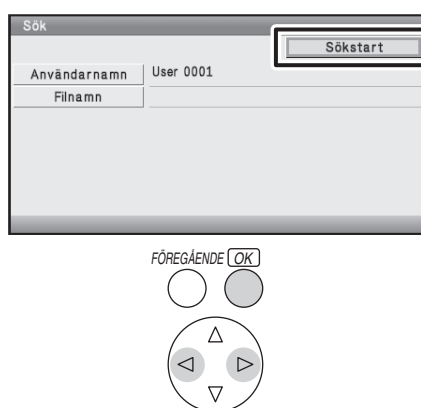 Sök
Sökstart
Användarnamn User 0001
Filnamn
FÖREGÅENDE OK